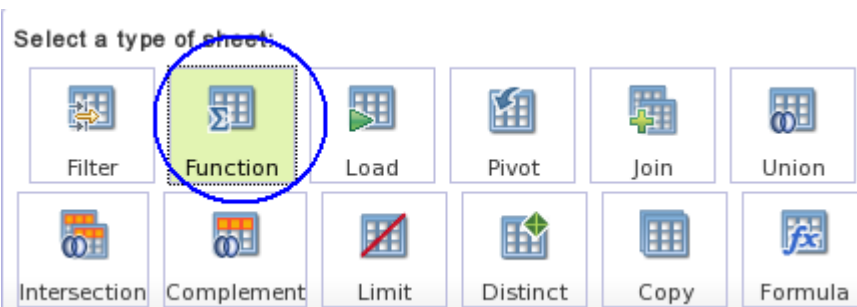 Select a type of sheet:
Filter Function Load Pivot Join Union
Intersection Complement Limit Distinct Copy Formula